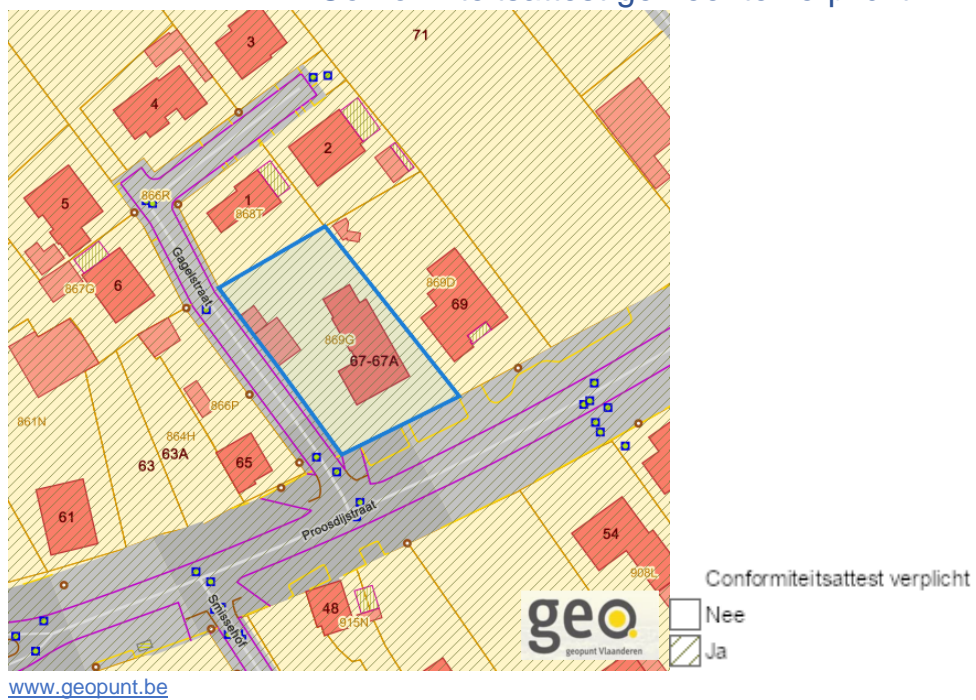 71
3
4
2
866R
1
868T
5
Gagelstraat
6
867G
869D
69
869G
67-67A
861N
866P
864H
63A
63
65
61
Proosdijstraat
54
908L
Smissehof
48
915N
geo
geopunt Vlaanderen
Conformiteitsattest verplicht
Nee
Ja
www.geopunt.be